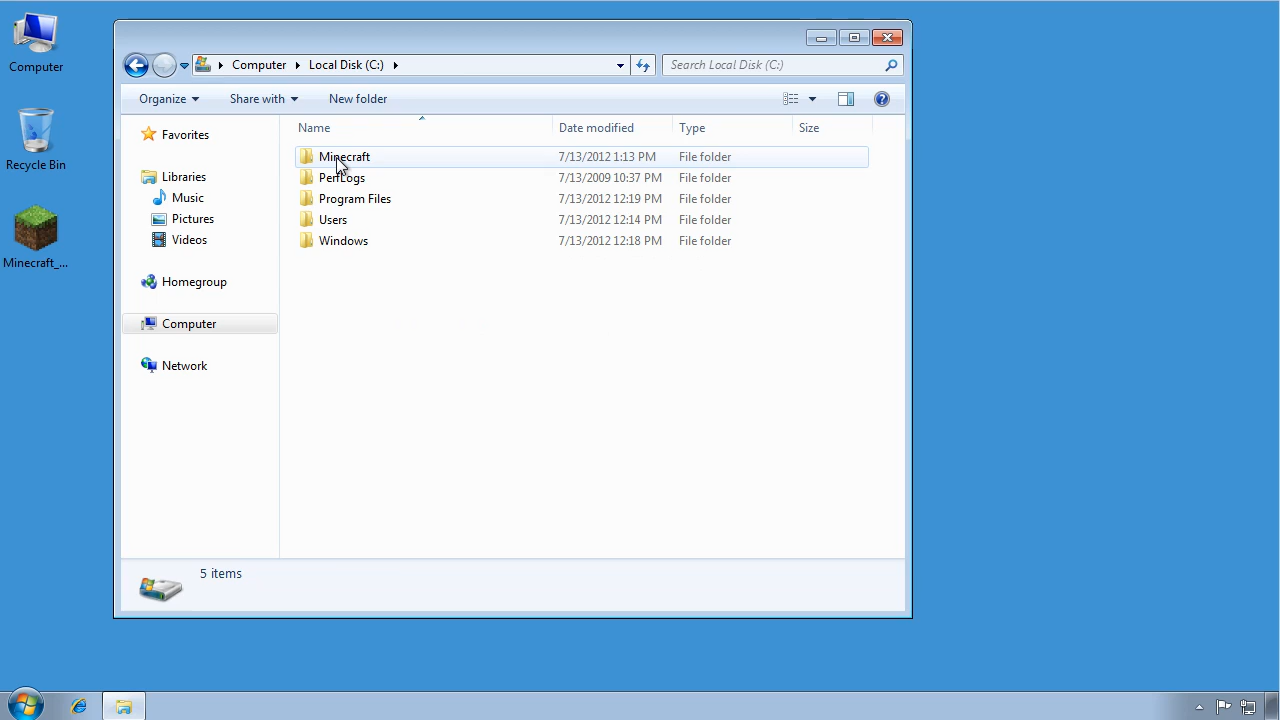 Computer
Recycle Bin
Minecraft_...
Computer
Local Disk (C:)
Search Local Disk (C:)
Organize
Share with
New folder
Favorites
Libraries
Music
Pictures
Videos
Homegroup
Computer
Network
Name Date modified Type Size
Minecraft 7/13/2012 1:13 PM File folder
PerfLogs 7/13/2009 10:37 PM File folder
Program Files 7/13/2012 12:19 PM File folder
Users 7/13/2012 12:14 PM File folder
Windows 7/13/2012 12:18 PM File folder
5 items